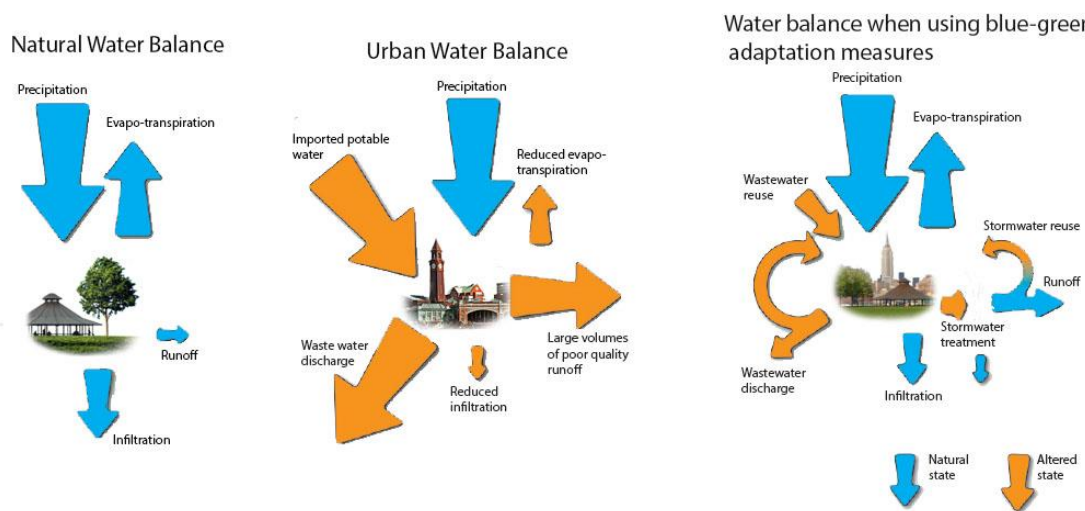 Natural Water Balance
Precipitation
Evapo-transpiration
Runoff
Infiltration
Urban Water Balance
Precipitation
Imported potable
water
Reduced evapo-
transpiration
Waste water
discharge
Reduced
infiltration
Large volumes
of poor quality
runoff
Water balance when using blue-green
adaptation measures
Precipitation
Evapo-transpiration
Wastewater
reuse
Stormwater reuse
Runoff
Stormwater
treatment
Wastewater
discharge
Infiltration
Natural
state
Altered
state